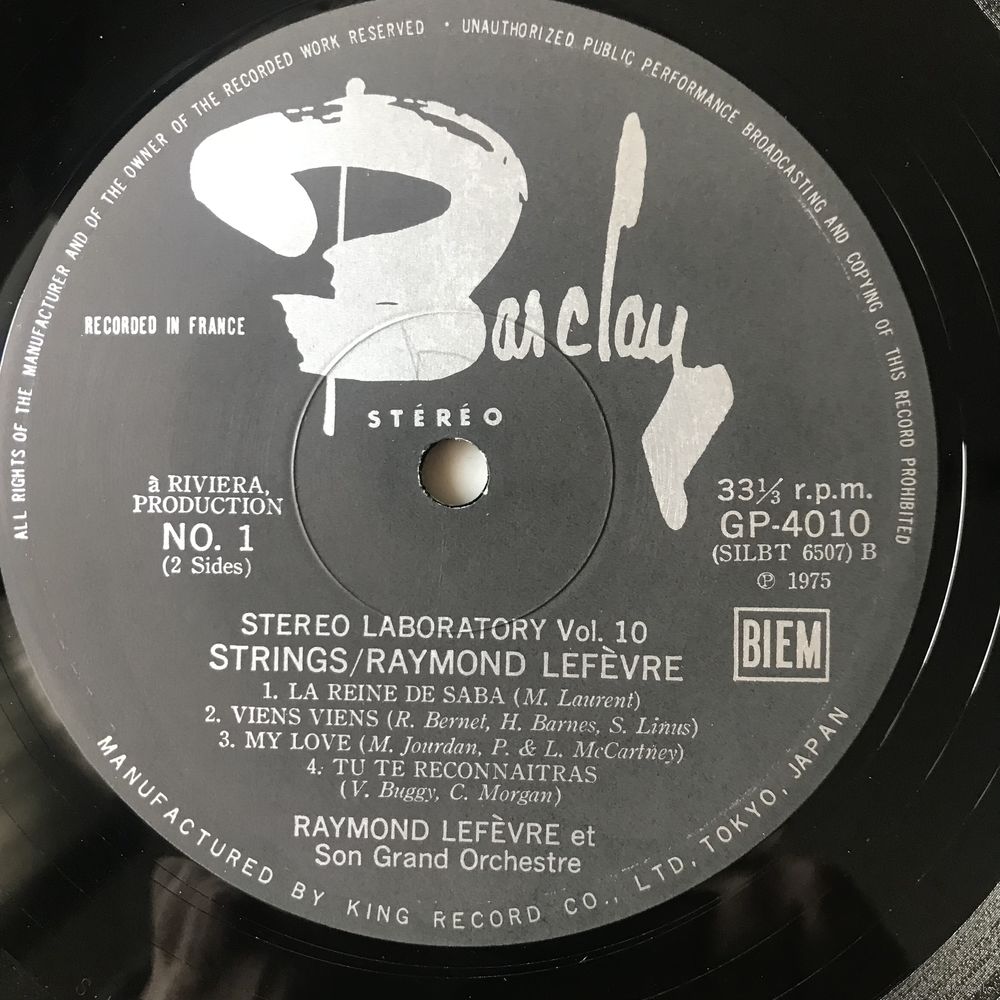 ALL RIGHTS OF THE MANUFACTURER AND OF THE OWNER OF THE RECORDED WORK RESERVED • UNAUTHORIZED PUBLIC PERFORMANCE BROADCASTING AND COPYING OF THIS RECORD PROHIBITED
Barclay
RECORDED IN FRANCE
STÉRÉO
à RIVIERA,
PRODUCTION
NO. 1
(2 Sides)
33⅓ r.p.m.
GP-4010
(SILBT 6507) B
℗ 1975
BIEM
STEREO LABORATORY Vol. 10
STRINGS/RAYMOND LEFÈVRE
1. LA REINE DE SABA (M. Laurent)
2. VIENS VIENS (R. Bernet, H. Barnes, S. Linus)
3. MY LOVE (M. Jourdan, P. & L. McCartney)
4. TU TE RECONNAITRAS
(V. Buggy, C. Morgan)
RAYMOND LEFÈVRE et
Son Grand Orchestre
MANUFACTURED BY KING RECORD CO., LTD, TOKYO, JAPAN